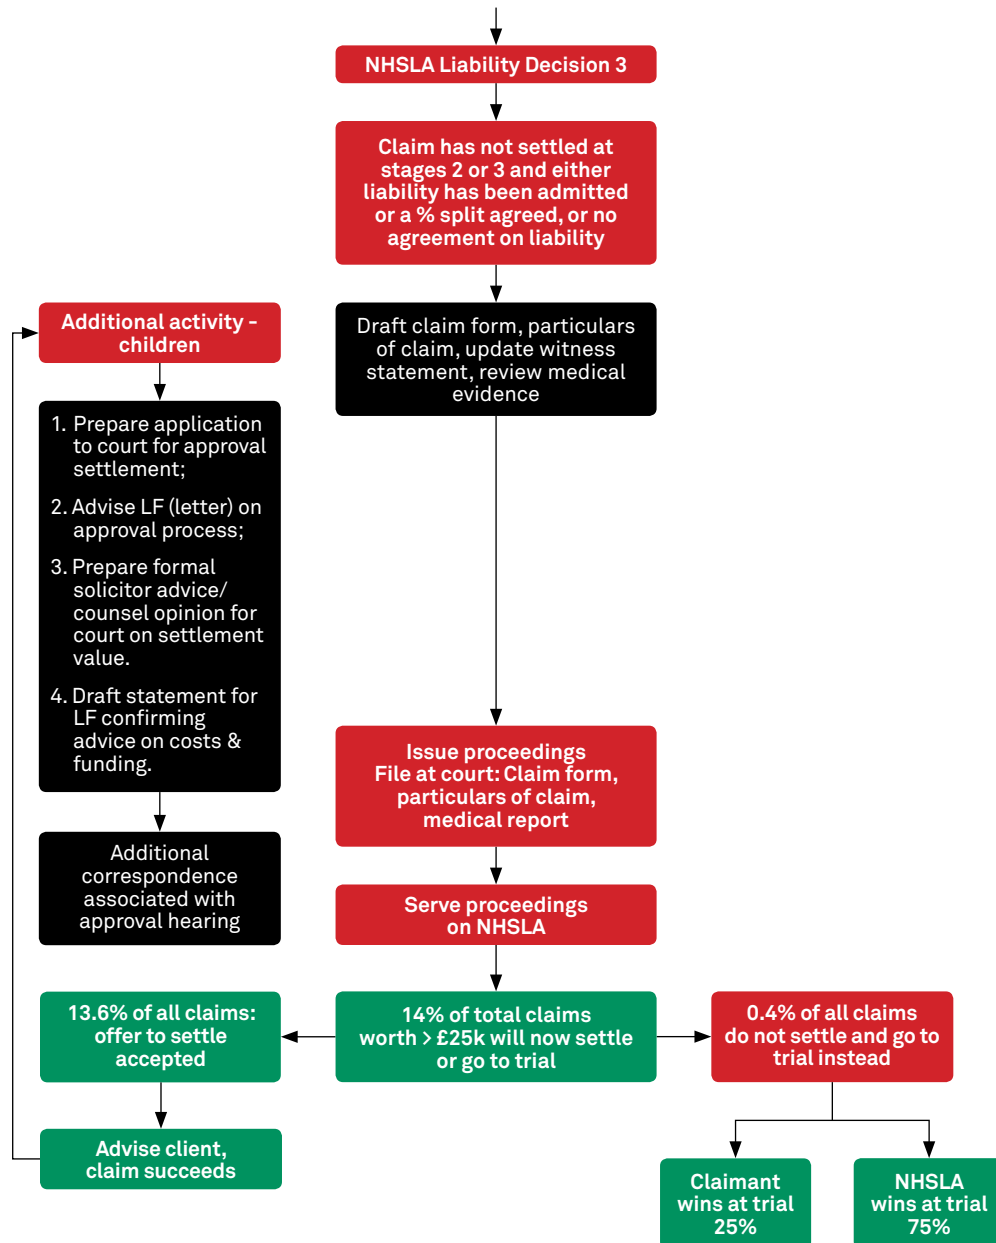 NHSLA Liability Decision 3
Claim has not settled at
stages 2 or 3 and either
liability has been admitted
or a % split agreed, or no
agreement on liability
Draft claim form, particulars
of claim, update witness
statement, review medical
evidence
Additional activity -
children
1. Prepare application
to court for approval
settlement;
2. Advise LF (letter) on
approval process;
3. Prepare formal
solicitor advice/
counsel opinion for
court on settlement
value.
4. Draft statement for
LF confirming
advice on costs &
funding.
Additional
correspondence
associated with
approval hearing
Issue proceedings
File at court: Claim form,
particulars of claim,
medical report
Serve proceedings
on NHSLA
13.6% of all claims:
offer to settle
accepted
14% of total claims
worth > £25k will now settle
or go to trial
0.4% of all claims
do not settle and go to
trial instead
Advise client,
claim succeeds
Claimant
wins at trial
25%
NHSLA
wins at trial
75%